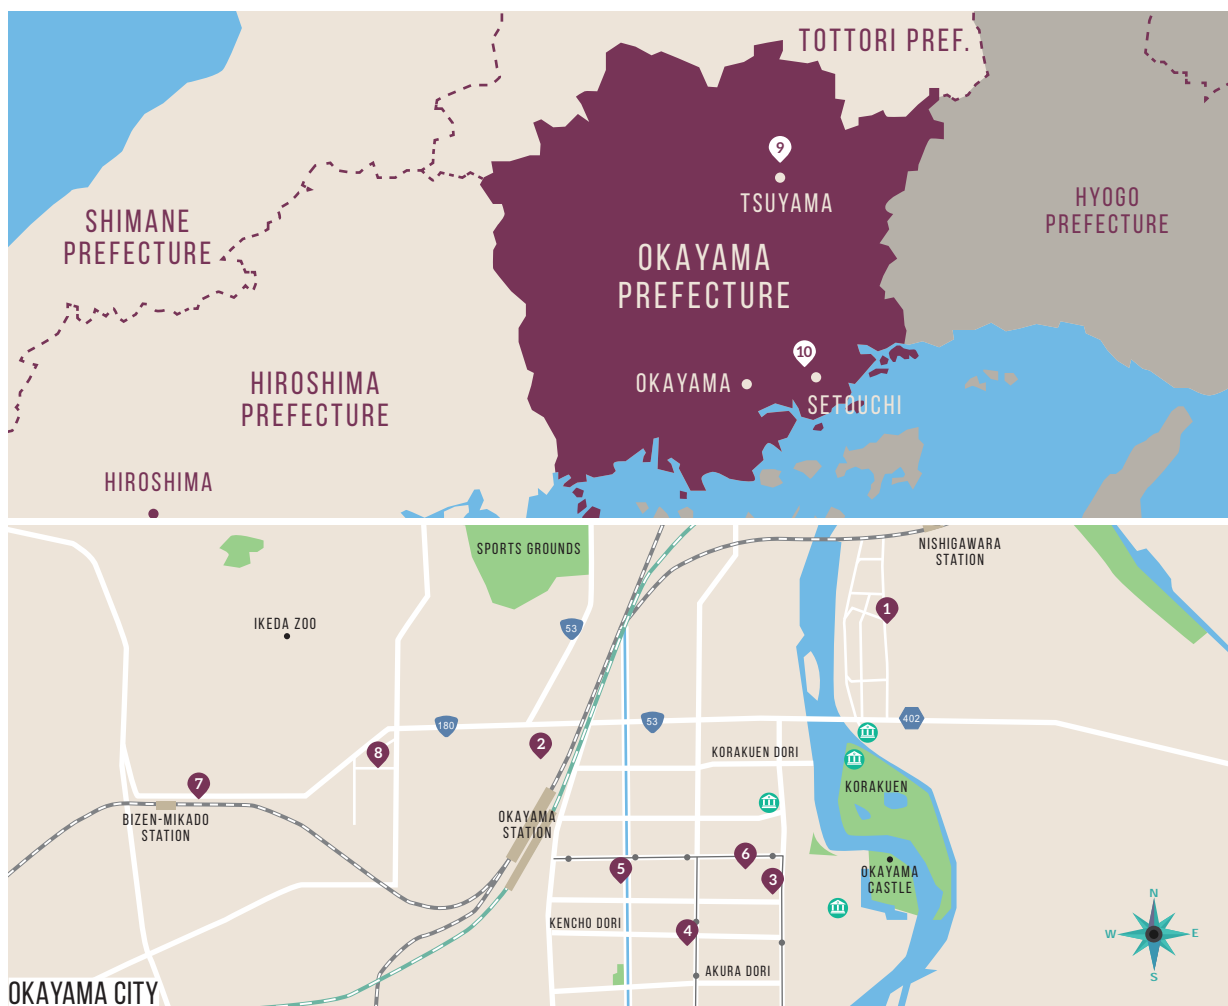 TOTTORI PREF.
9
TSUYAMA
HYOGO
PREFECTURE
SHIMANE
PREFECTURE
OKAYAMA
PREFECTURE
10
OKAYAMA
SETOUCHI
HIROSHIMA
PREFECTURE
HIROSHIMA
SPORTS GROUNDS
NISHIGAWARA
STATION
1
IKEDA ZOO
53
180
53
402
2
8
KORAKUEN DORI
7
KORAKUEN
BIZEN-MIKADO
STATION
OKAYAMA
STATION
6
5
3
OKAYAMA
CASTLE
KENCHO DORI
4
N
W
E
S
AKURA DORI
OKAYAMA CITY